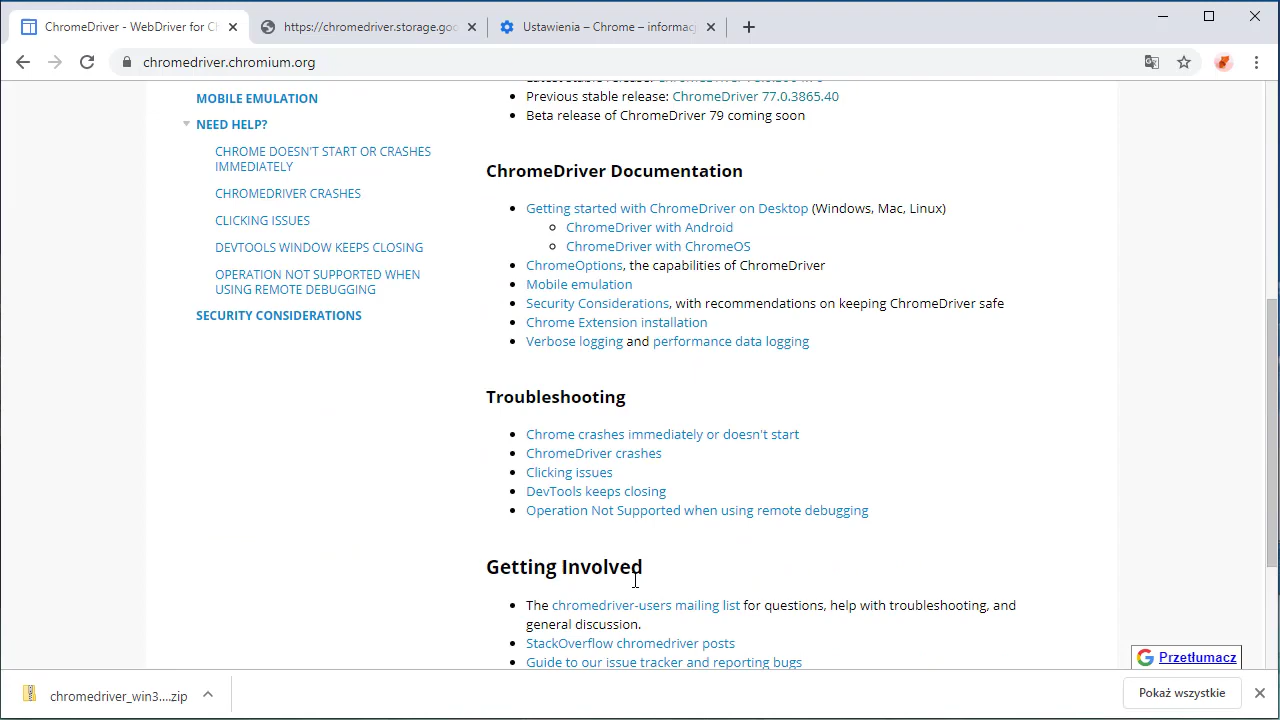 ChromeDriver - WebDriver for Ch
https://chromedriver.storage.goo
Ustawienia – Chrome – informac
chromedriver.chromium.org
Previous stable release: ChromeDriver 77.0.3865.40
Beta release of ChromeDriver 79 coming soon
MOBILE EMULATION
NEED HELP?
CHROME DOESN'T START OR CRASHES
IMMEDIATELY
CHROMEDRIVER CRASHES
CLICKING ISSUES
DEVTOOLS WINDOW KEEPS CLOSING
OPERATION NOT SUPPORTED WHEN
USING REMOTE DEBUGGING
SECURITY CONSIDERATIONS
ChromeDriver Documentation
Getting started with ChromeDriver on Desktop (Windows, Mac, Linux)
ChromeDriver with Android
ChromeDriver with ChromeOS
ChromeOptions, the capabilities of ChromeDriver
Mobile emulation
Security Considerations, with recommendations on keeping ChromeDriver safe
Chrome Extension installation
Verbose logging and performance data logging
Troubleshooting
Chrome crashes immediately or doesn't start
ChromeDriver crashes
Clicking issues
DevTools keeps closing
Operation Not Supported when using remote debugging
Getting Involved
The chromedriver-users mailing list for questions, help with troubleshooting, and
general discussion.
StackOverflow chromedriver posts
Guide to our issue tracker and reporting bugs
Przetłumacz
chromedriver_win3....zip
Pokaż wszystkie